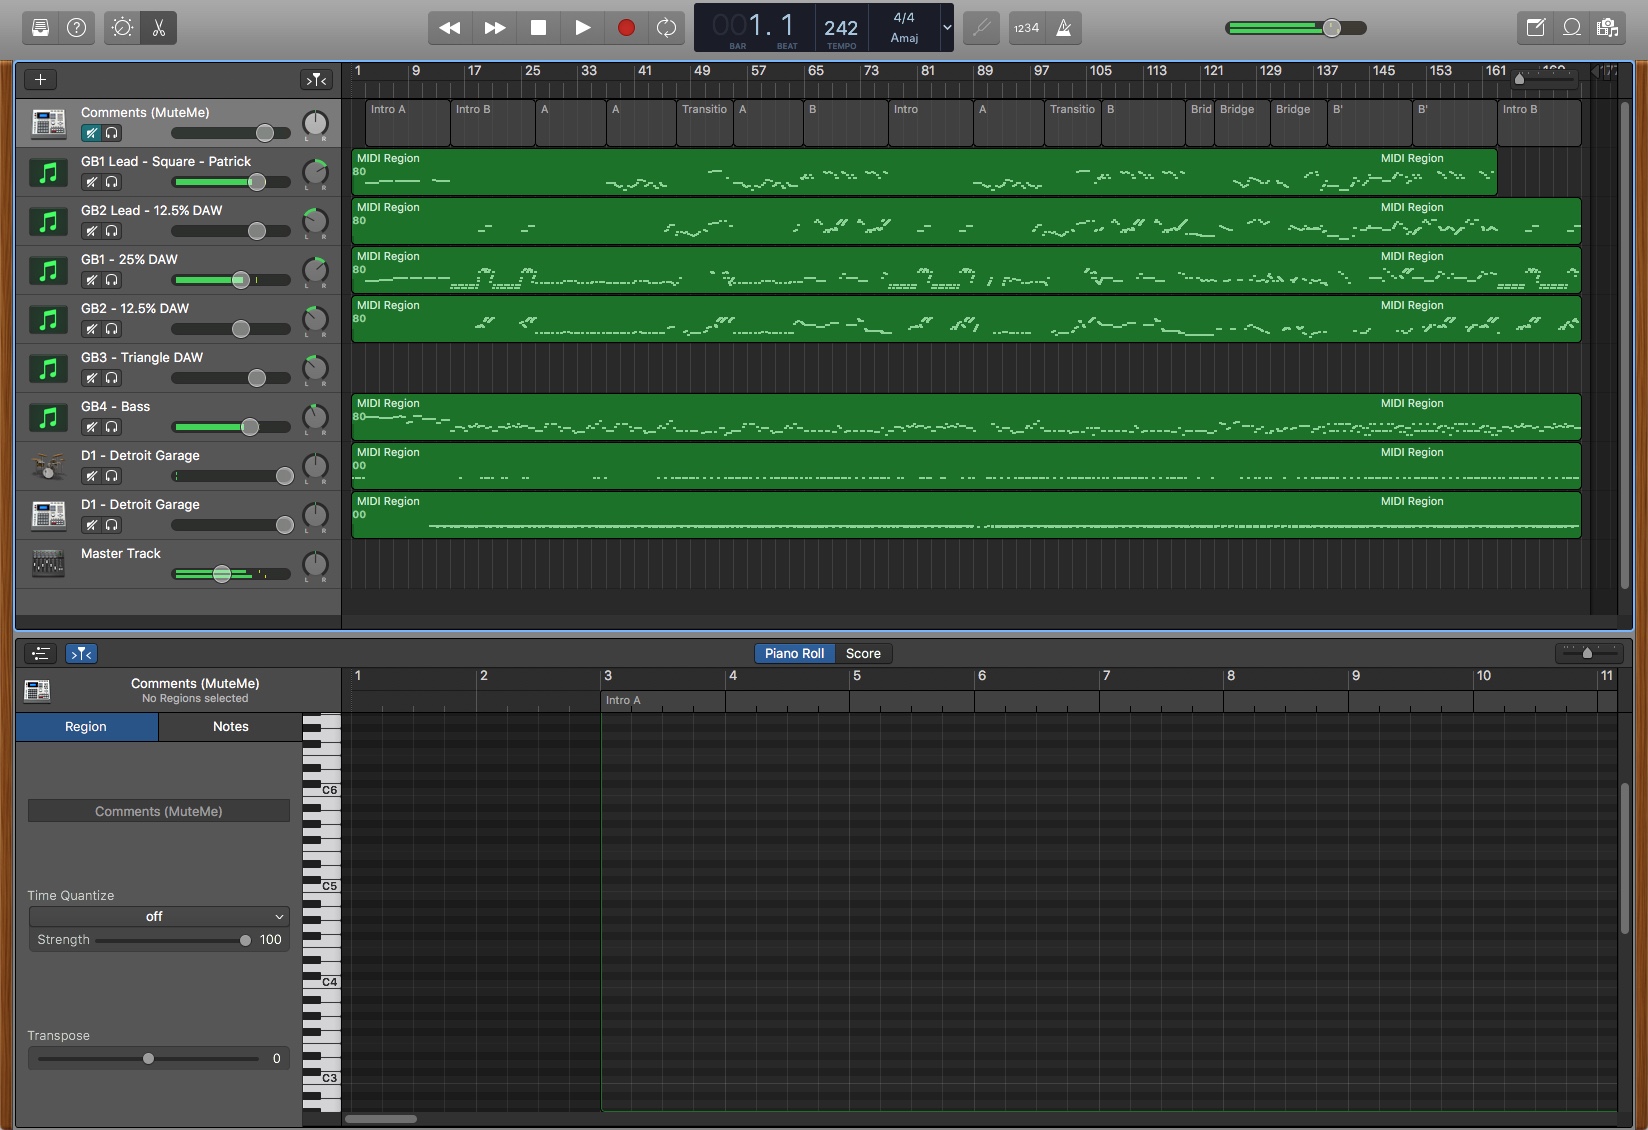 001.1 242 4/4
Amaj
BAR BEAT TEMPO
1234
1 9 17 25 33 41 49 57 65 73 81 89 97 105 113 121 129 137 145 153 161
Comments (MuteMe)
L R
Intro A Intro B A A Transitio A B Intro A Transitio B Brid Bridge Bridge B' B' Intro B
GB1 Lead - Square - Patrick
L R
MIDI Region MIDI Region
80
GB2 Lead - 12.5% DAW
L R
MIDI Region MIDI Region
80
GB1 - 25% DAW
L R
MIDI Region MIDI Region
80
GB2 - 12.5% DAW
L R
MIDI Region MIDI Region
80
GB3 - Triangle DAW
L R
GB4 - Bass
L R
MIDI Region MIDI Region
80
D1 - Detroit Garage
L R
MIDI Region MIDI Region
00
D1 - Detroit Garage
L R
MIDI Region MIDI Region
00
Master Track
L R
Piano Roll Score
Comments (MuteMe)
No Regions selected
1 2 3 4 5 6 7 8 9 10 11
Intro A
Region Notes
Comments (MuteMe)
Time Quantize
off
Strength 100
Transpose
0
C6
C5
C4
C3